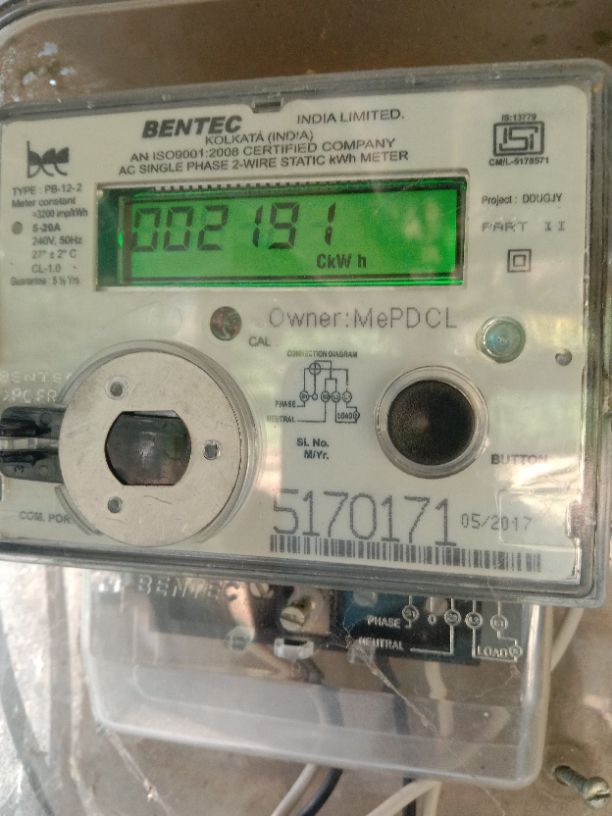 BENTEC INDIA LIMITED.
KOLKATA (INDIA)
AN ISO9001:2008 CERTIFIED COMPANY
AC SINGLE PHASE 2-WIRE STATIC kWh METER
IS:13779
CM/L-5178571
TYPE : PB-12-2
Meter constant
=3200 imp/kWh
5-20A
240V, 50Hz
27° ± 2° C
CL-1.0
Guarantee : 5 ½ Yrs
002191
CkW h
Project : DDUGJY
PART II
CAL
Owner:MePDCL
CONNECTION DIAGRAM
PHASE
NEUTRAL
LOAD
BENTEC
COM. POR
SL No.
M/Yr.
BUTTON
5170171 05/2017
BENTEC
PHASE
NEUTRAL
LOAD